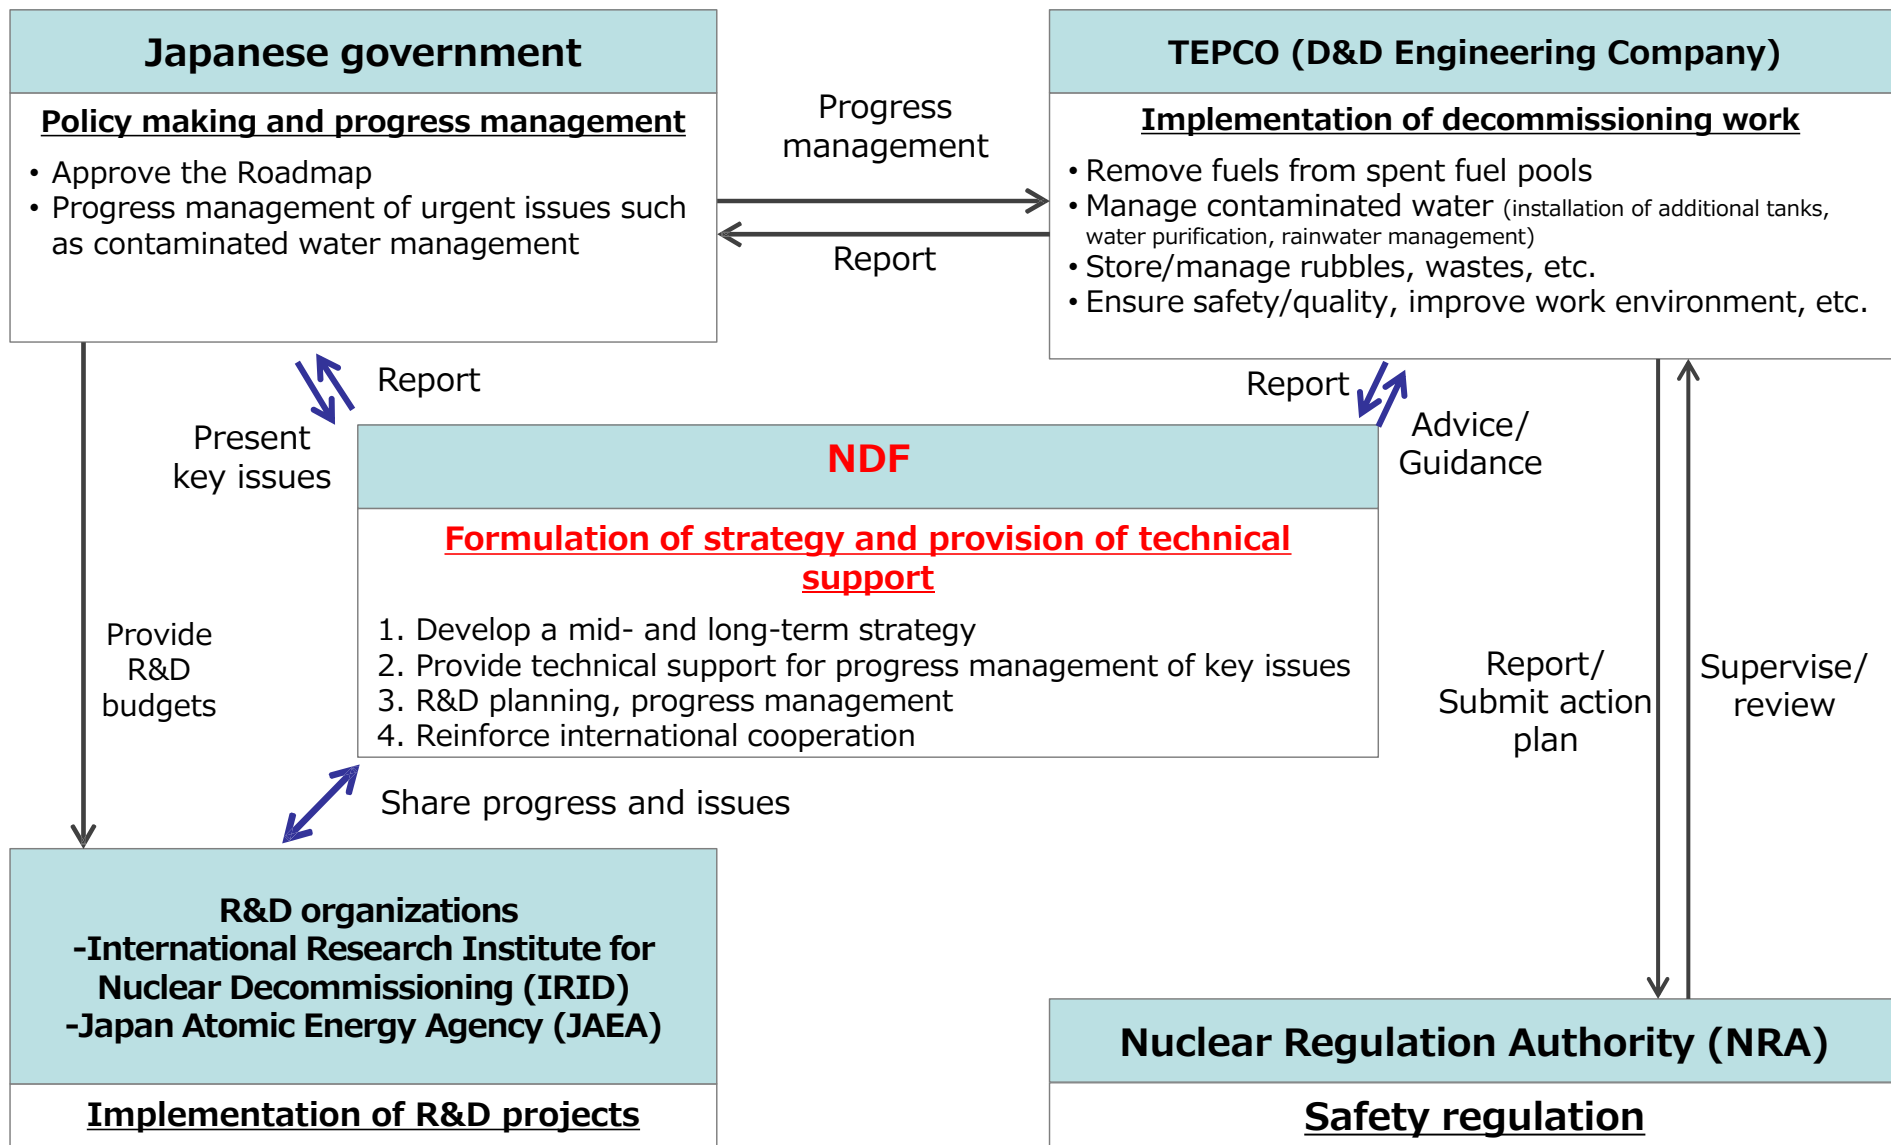 Japanese government
Policy making and progress management
• Approve the Roadmap
• Progress management of urgent issues such
as contaminated water management
Progress
management
Report
TEPCO (D&D Engineering Company)
Implementation of decommissioning work
• Remove fuels from spent fuel pools
• Manage contaminated water (installation of additional tanks,
water purification, rainwater management)
• Store/manage rubbles, wastes, etc.
• Ensure safety/quality, improve work environment, etc.
Report
Present
key issues
Report
Advice/
Guidance
NDF
Formulation of strategy and provision of technical
support
1. Develop a mid- and long-term strategy
2. Provide technical support for progress management of key issues
3. R&D planning, progress management
4. Reinforce international cooperation
Provide
R&D
budgets
Report/
Submit action
plan
Supervise/
review
Share progress and issues
R&D organizations
-International Research Institute for
Nuclear Decommissioning (IRID)
-Japan Atomic Energy Agency (JAEA)
Implementation of R&D projects
Nuclear Regulation Authority (NRA)
Safety regulation